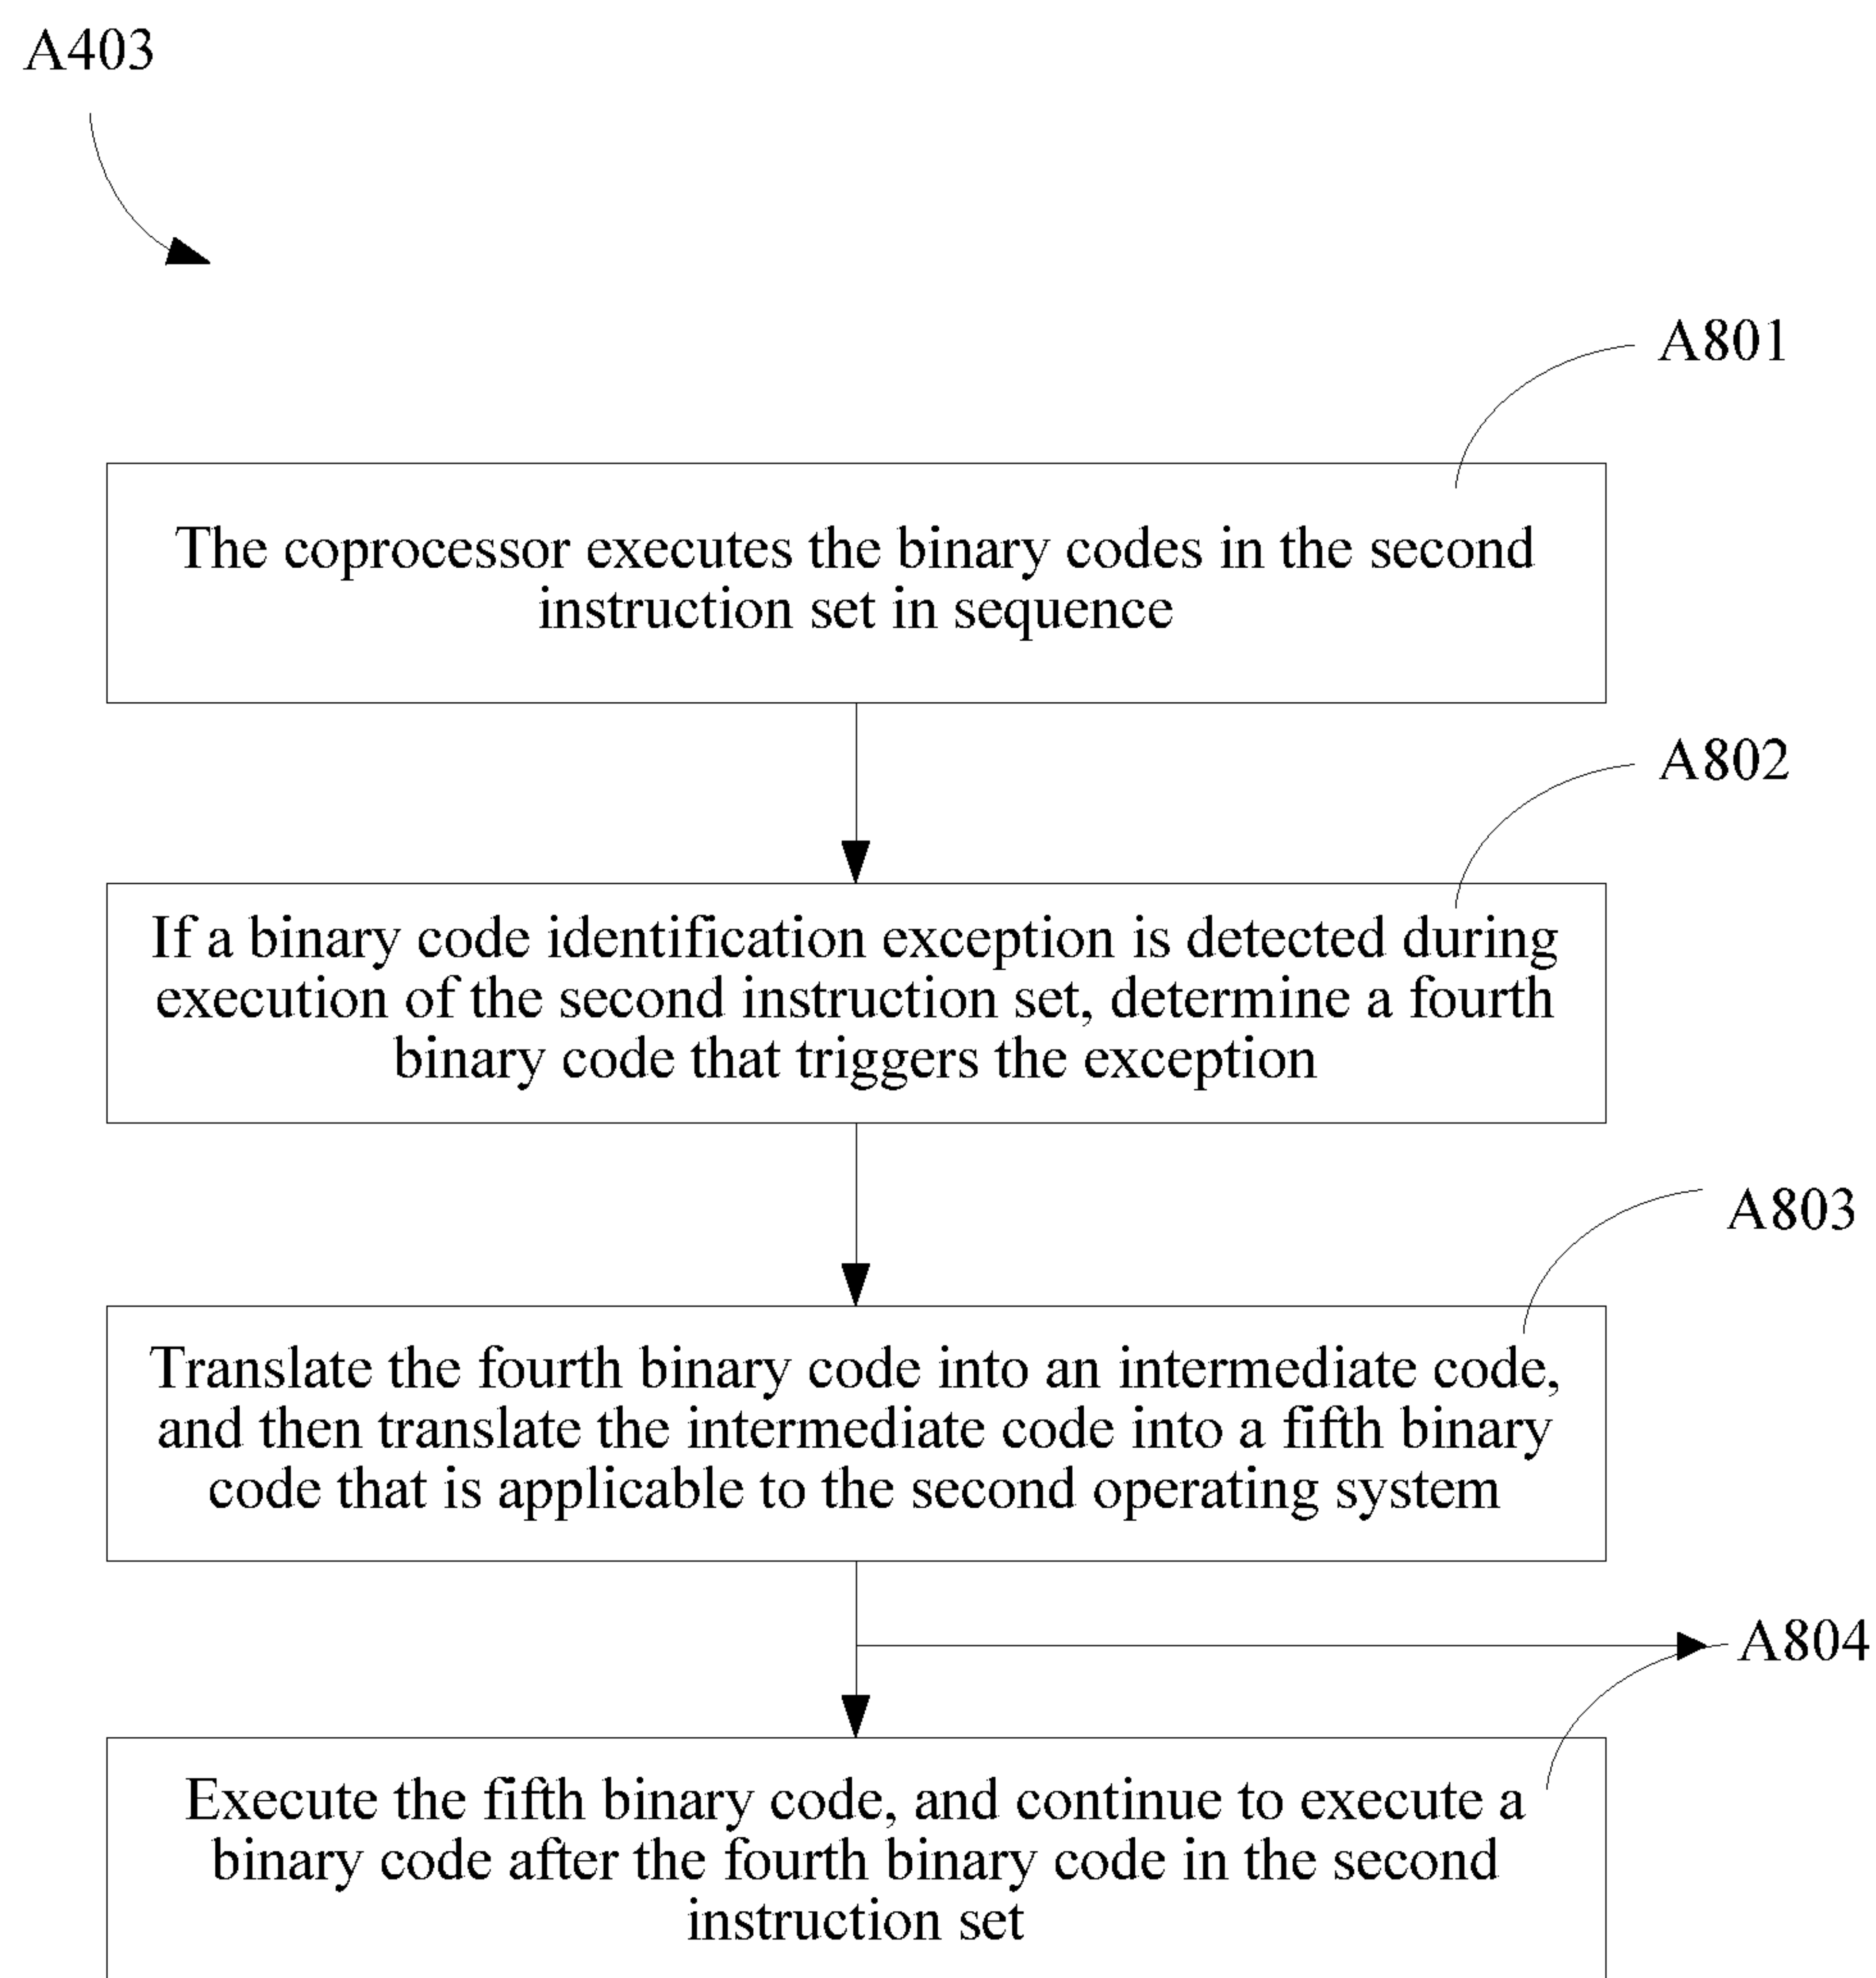 A403
A801
The coprocessor executes the binary codes in the second
instruction set in sequence
A802
If a binary code identification exception is detected during
execution of the second instruction set, determine a fourth
binary code that triggers the exception
A803
Translate the fourth binary code into an intermediate code,
and then translate the intermediate code into a fifth binary
code that is applicable to the second operating system
A804
Execute the fifth binary code, and continue to execute a
binary code after the fourth binary code in the second
instruction set